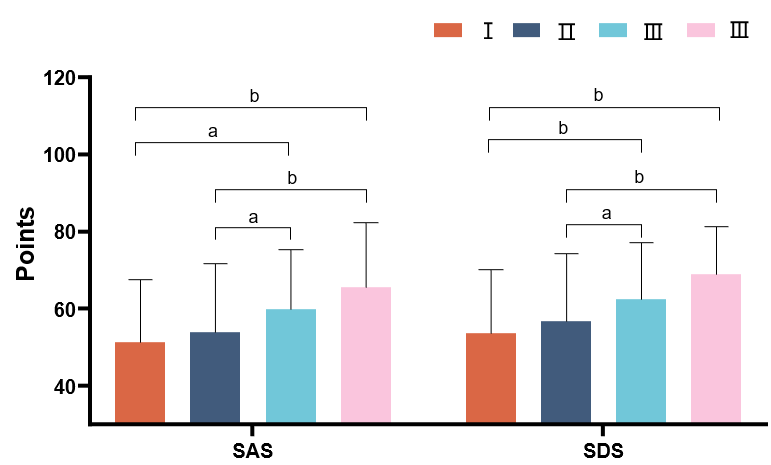 Ⅰ Ⅱ Ⅲ Ⅲ
120
b b
b
a
100
b b
a a
80
Points
60
40
SAS SDS